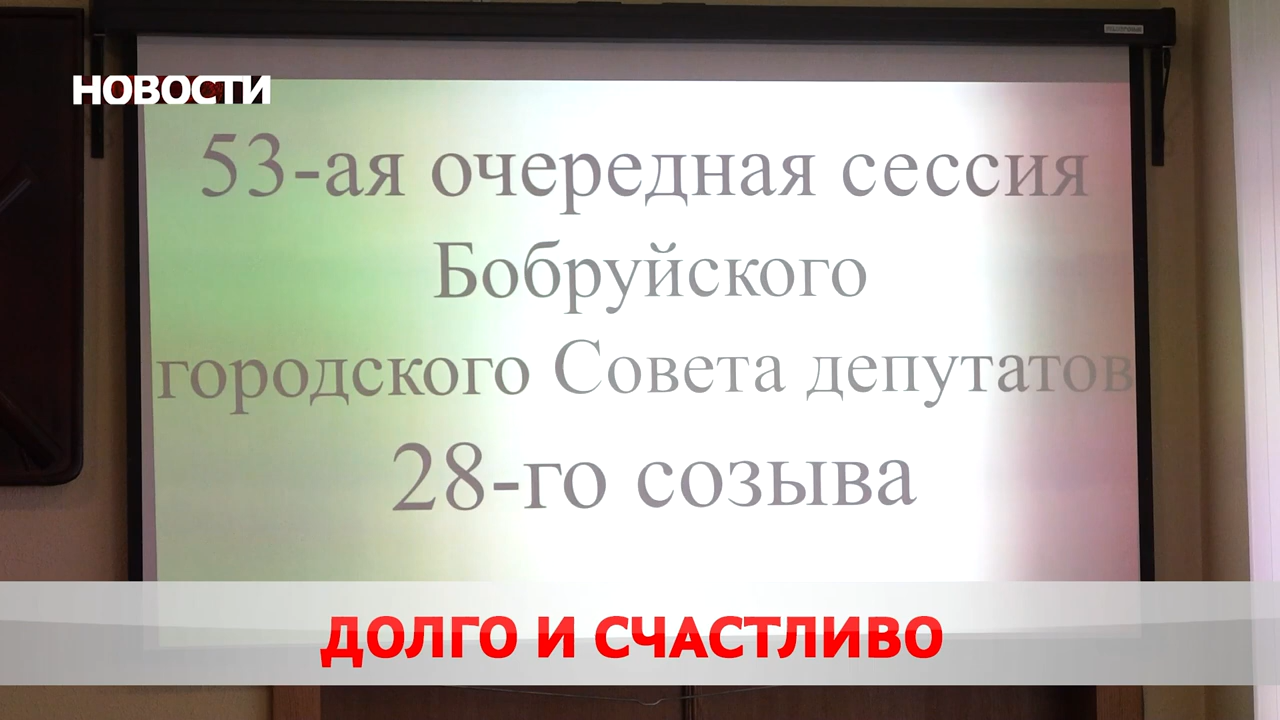 НОВОСТИ
53-ая очередная сессия
Бобруйского
городского Совета депутатов
28-го созыва
ДОЛГО И СЧАСТЛИВО